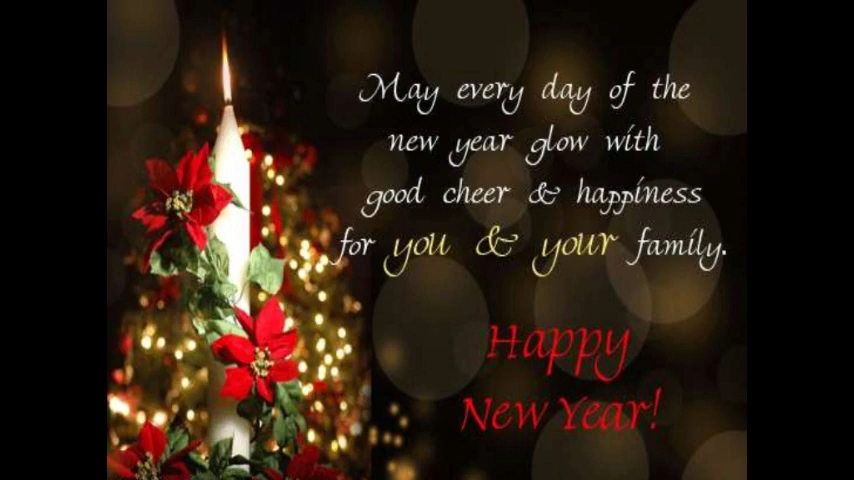 May every day of the
new year glow with
good cheer & happiness
for you & your family.
Happy
New Year!